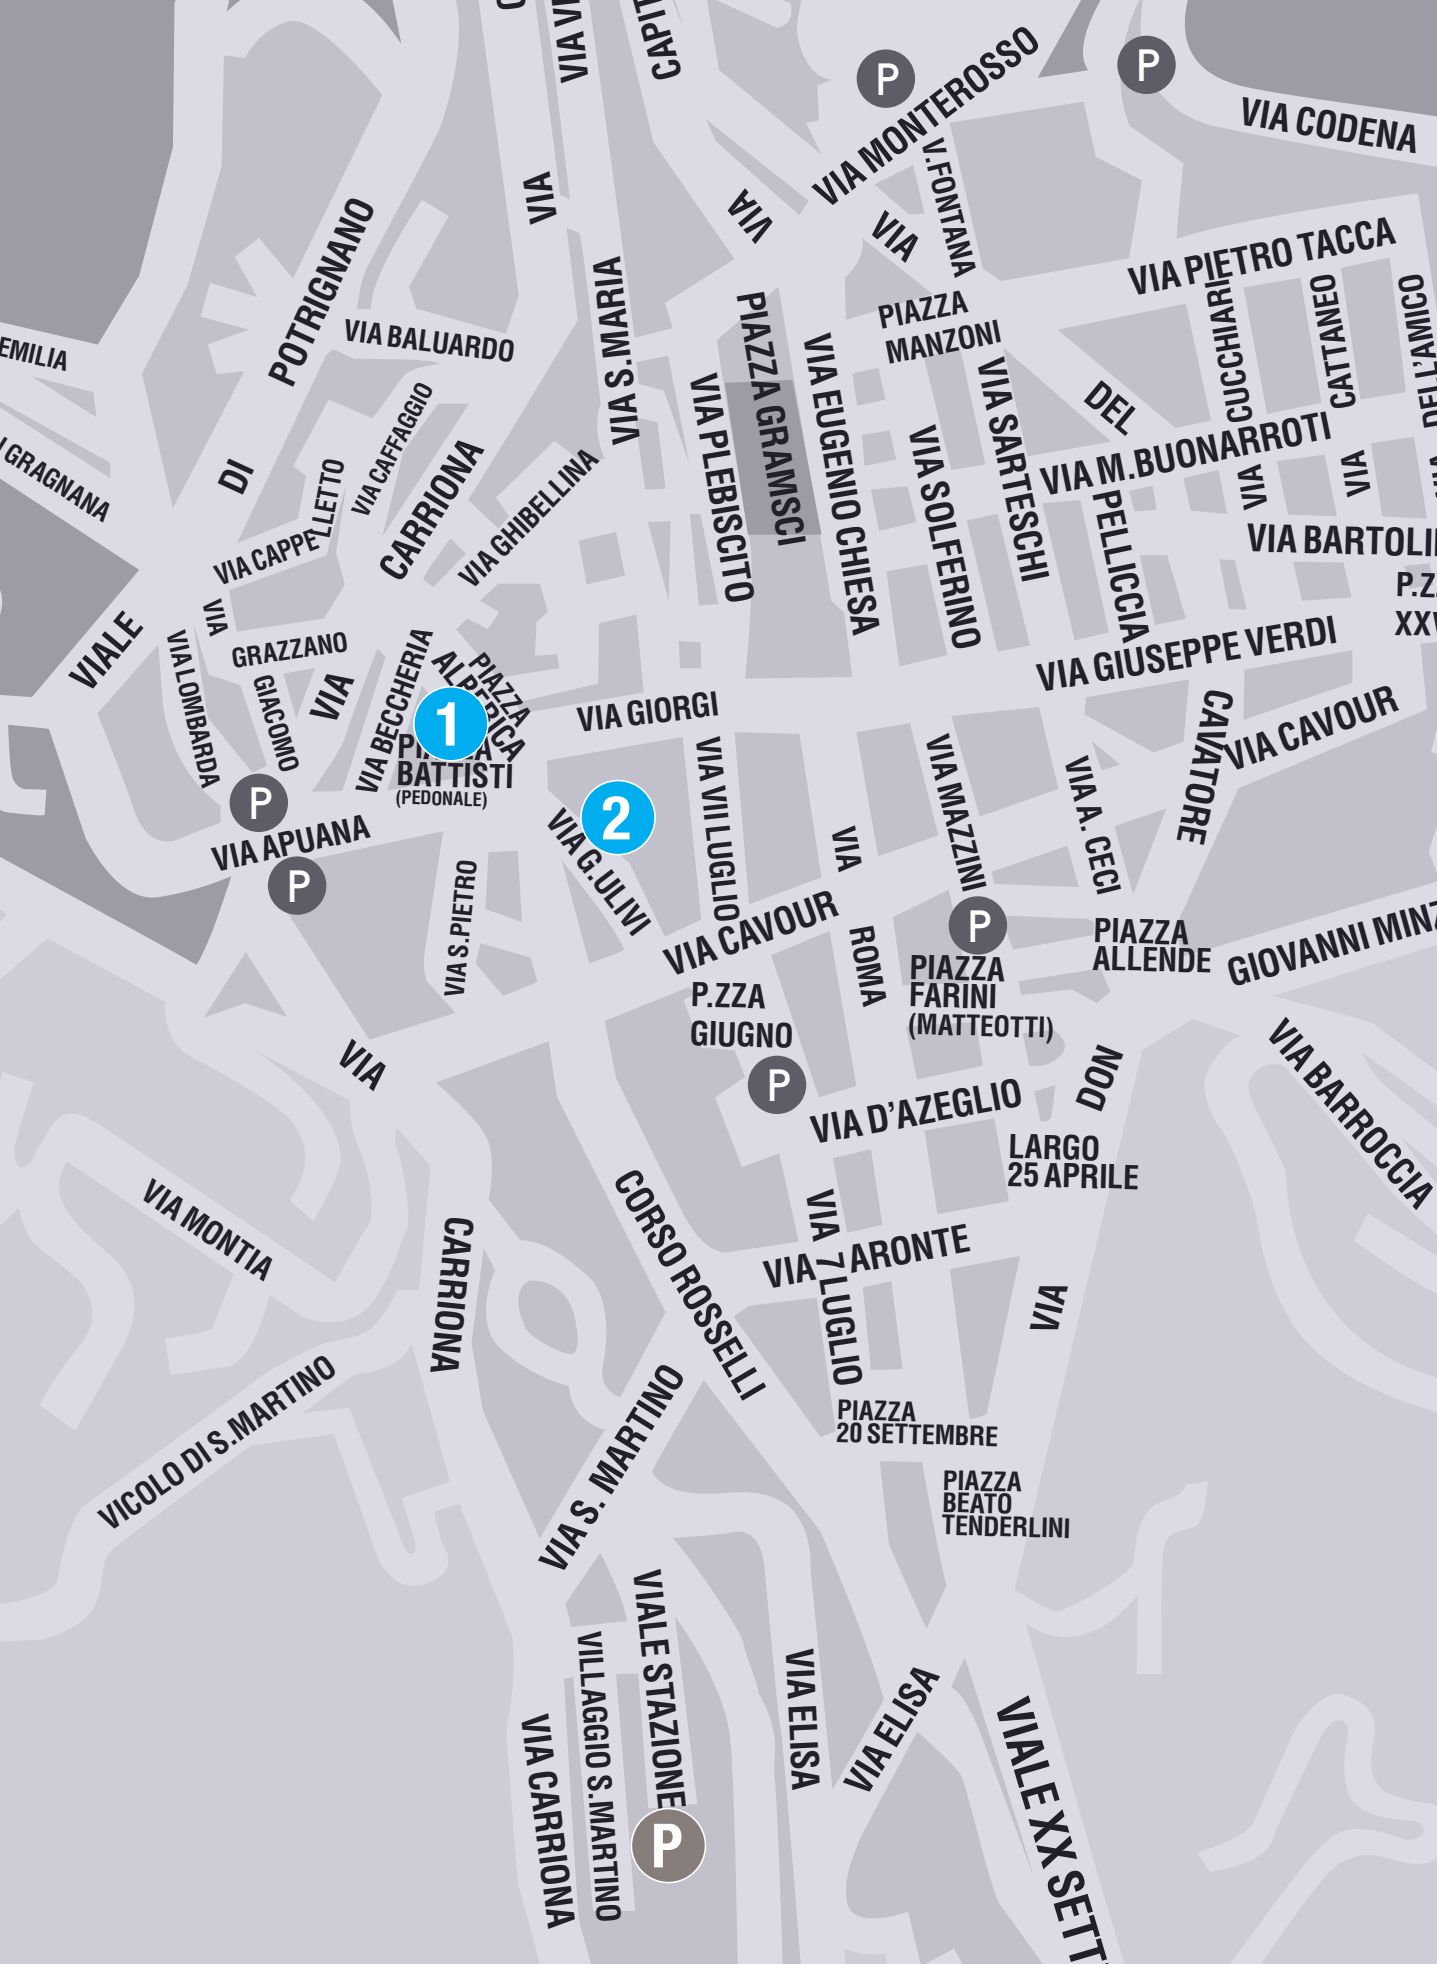 VIA
CAPIT
P
P
VIA MONTEROSSO
VIA CODENA
VIA
VIA
VIA
V.FONTANA
VIA PIETRO TACCA
POTRIGNANO
VIA S.MARIA
PIAZZA
MANZONI
EMILIA
VIA BALUARDO
PIAZZA GRAMSCI
VIA EUGENIO CHIESA
CUCCHIARI
CATTANEO
DELL'AMICO
VIA PLEBISCITO
VIA SARTESCHI
DEL
VIA M.BUONARROTI
I GRAGNANA
DI
VIA CAFFAGGIO
CARRIONA
VIA GHIBELLINA
VIA SOLFERINO
VIA
VIA
VIA CAPPELLETTO
PELLICCIA
VIA BARTOLI
P.Z
XXV
VIALE
VIA
VIA LOMBARDA
GRAZZANO
GIACOMO
VIA
VIA BECCHERIA
PIAZZA
ALBERICA
1
BATTISTI
(PEDONALE)
VIA GIORGI
VIA GIUSEPPE VERDI
CAVATORE
VIA CAVOUR
2
VIA G.ULIVI
VIA VII LUGLIO
VIA
VIA MAZZINI
VIA A. CECI
P
VIA APUANA
P
VIA S.PIETRO
VIA CAVOUR
ROMA
P
PIAZZA
FARINI
(MATTEOTTI)
PIAZZA
ALLENDE
GIOVANNI MINZ
P.ZZA
GIUGNO
P
VIA
VIA D'AZEGLIO
DON
VIA BARROCCIA
LARGO
25 APRILE
VIA MONTIA
CARRIONA
CORSO ROSSELLI
VIA 7 LUGLIO
VIA ARONTE
VIA
VICOLO DI S.MARTINO
VIA S. MARTINO
PIAZZA
20 SETTEMBRE
PIAZZA
BEATO
TENDERLINI
VIALE STAZIONE
VILLAGGIO S.MARTINO
VIA CARRIONA
VIA ELISA
VIA ELISA
VIALE XX SETT
P